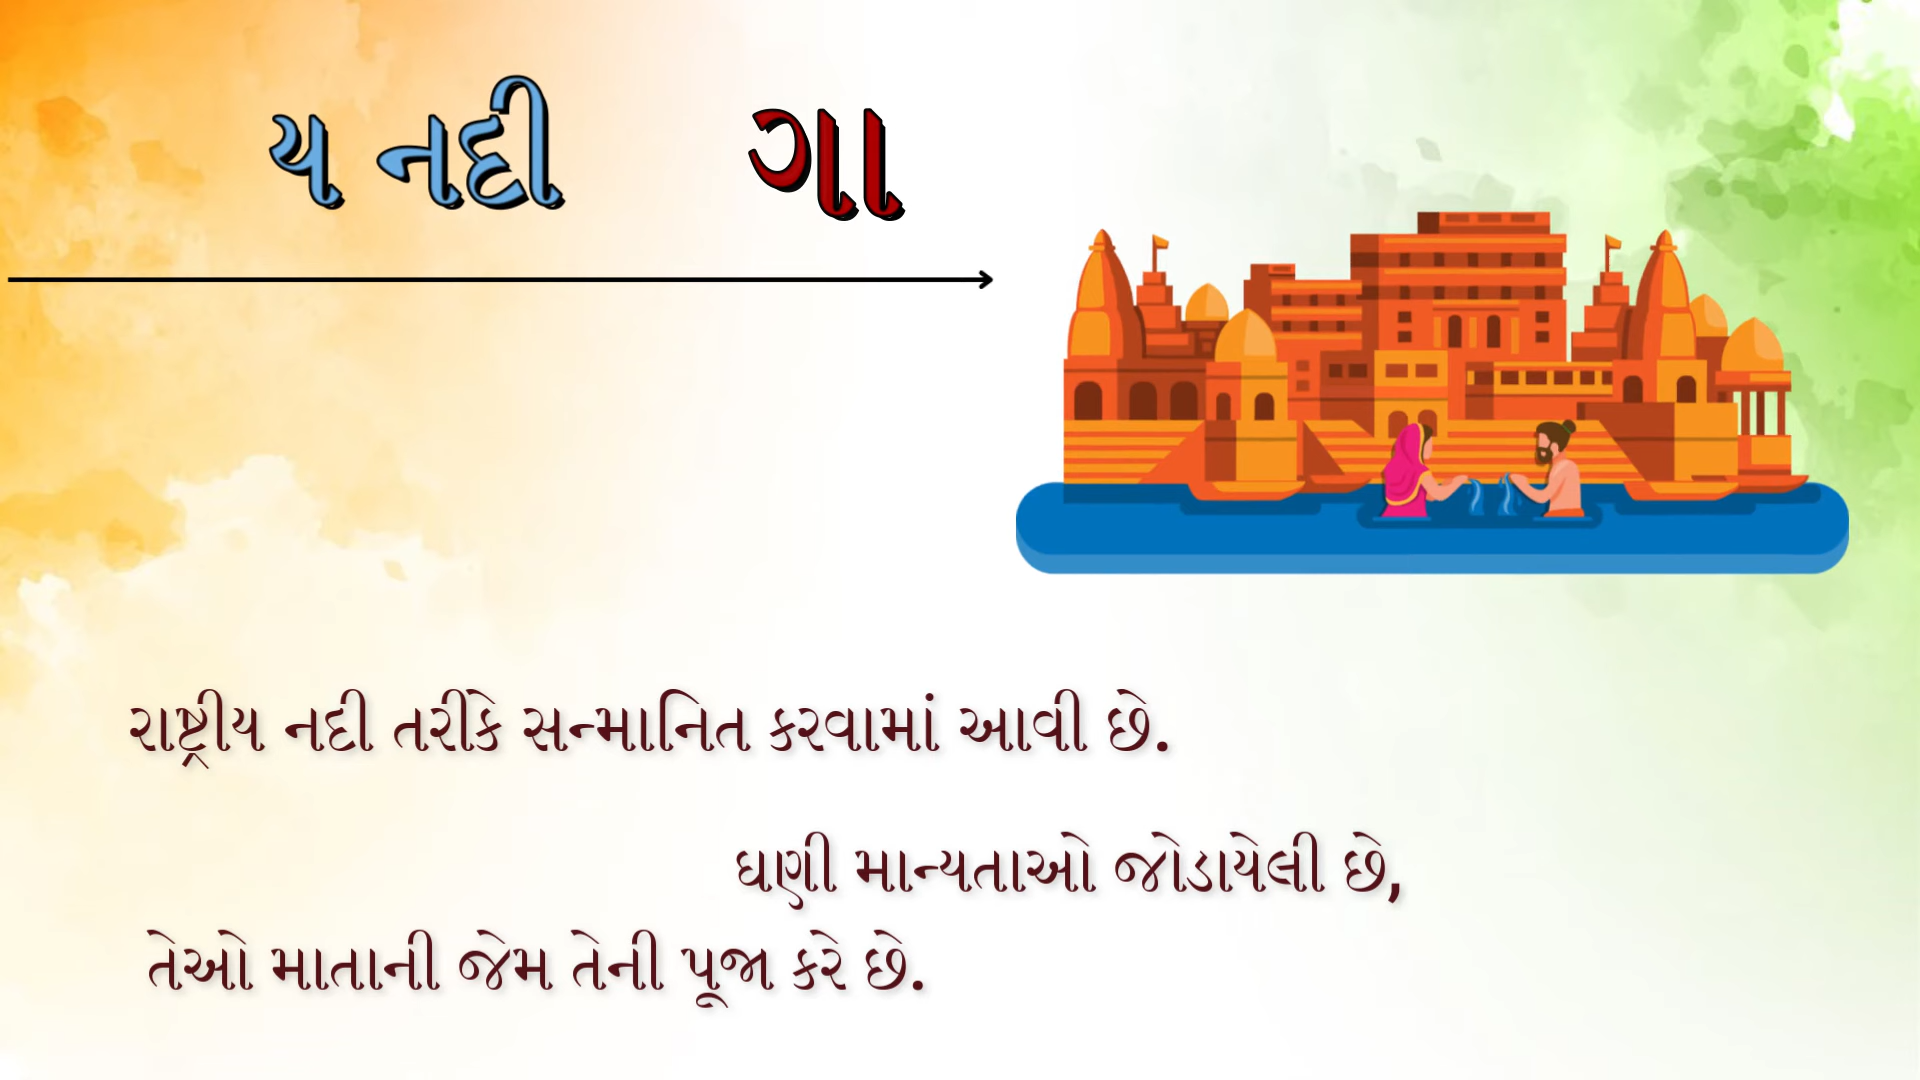 ય નદી ગા
રાષ્ટ્રીય નદી તરીકે સન્માનિત કરવામાં આવી છે.
ઘણી માન્યતાઓ જોડાયેલી છે,
તેઓ માતાની જેમ તેની પૂજા કરે છે.